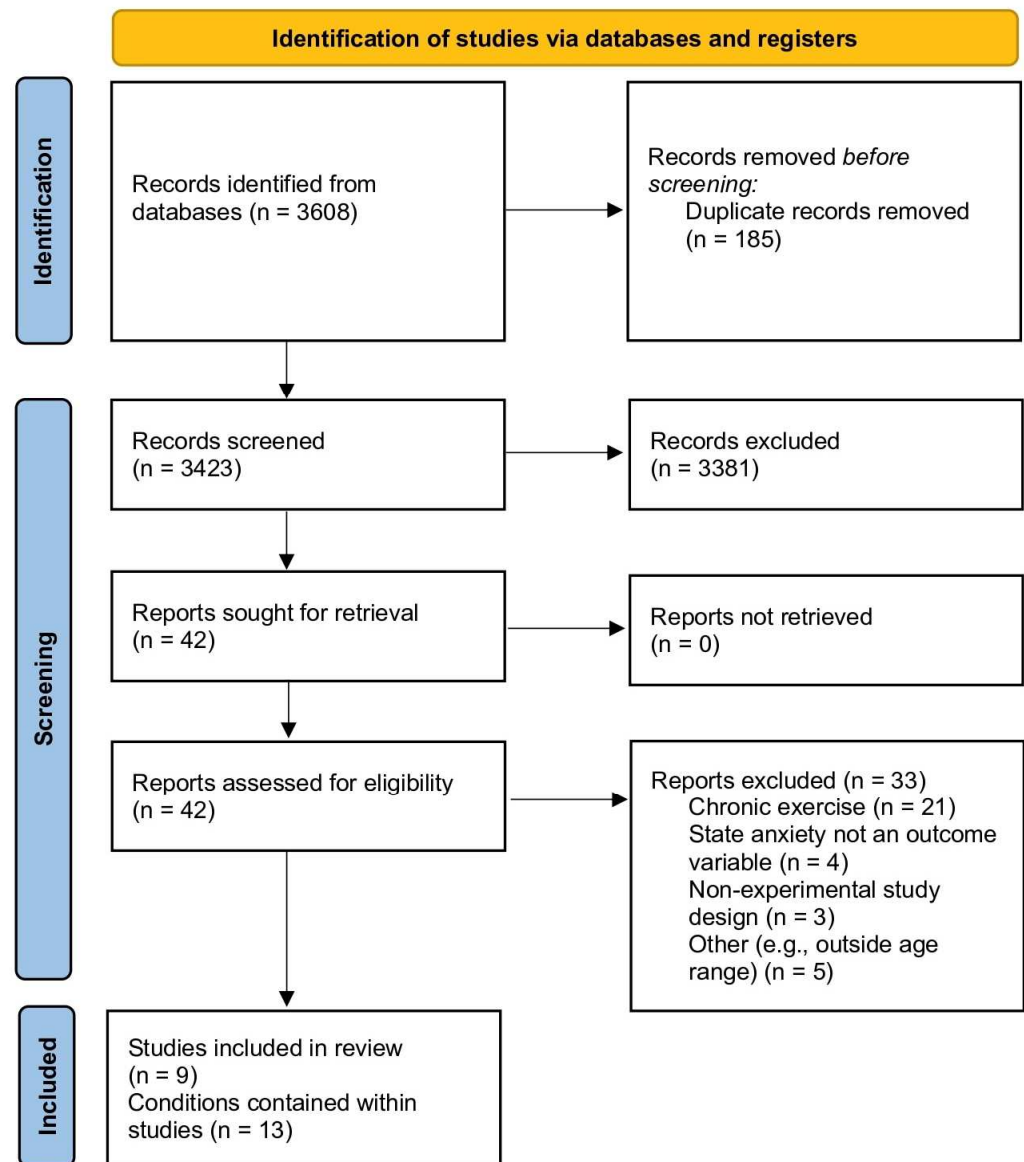 Identification of studies via databases and registers
Identification
Records identified from
databases (n = 3608)
Records removed before
screening:
Duplicate records removed
(n = 185)
Screening
Records screened
(n = 3423)
Records excluded
(n = 3381)
Reports sought for retrieval
(n = 42)
Reports not retrieved
(n = 0)
Reports assessed for eligibility
(n = 42)
Reports excluded (n = 33)
Chronic exercise (n = 21)
State anxiety not an outcome
variable (n = 4)
Non-experimental study
design (n = 3)
Other (e.g., outside age
range) (n = 5)
Included
Studies included in review
(n = 9)
Conditions contained within
studies (n = 13)